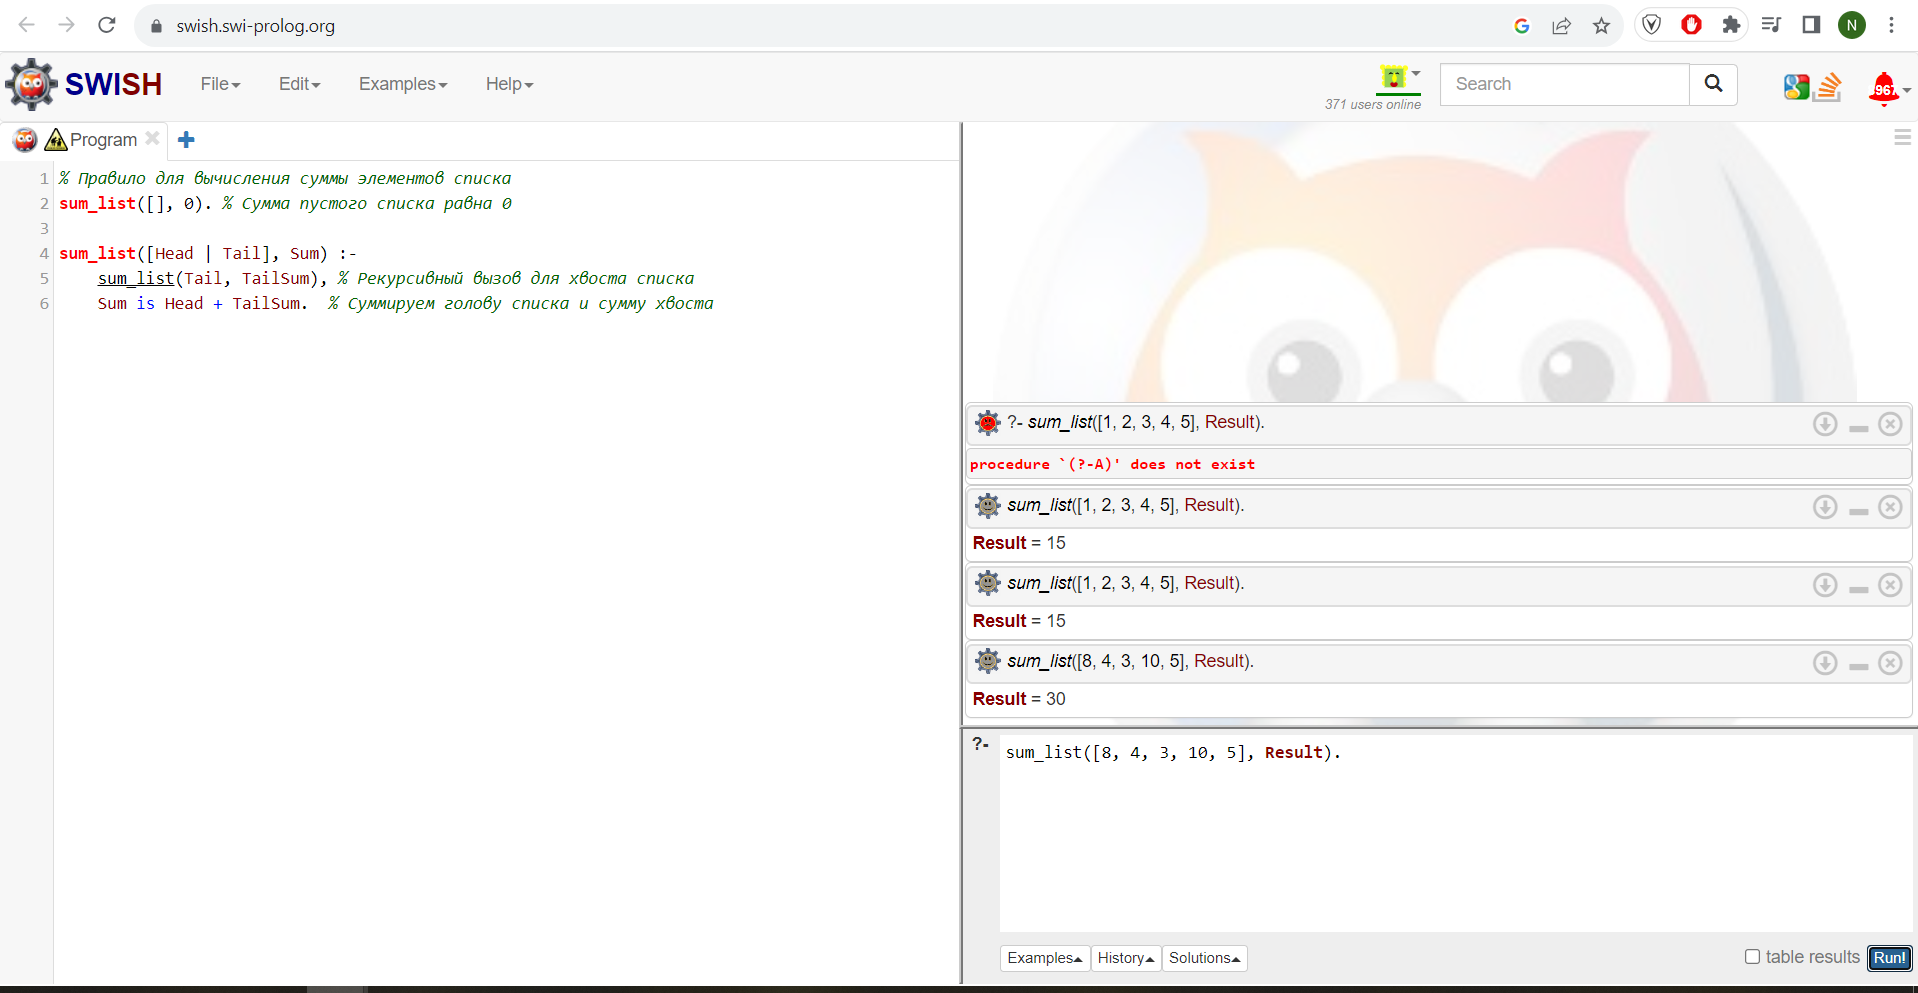 swish.swi-prolog.org
N
SWISH
File
Edit
Examples
Help
371 users online
Search
967
Program
1 % Правило для вычисления суммы элементов списка
2 sum_list([], 0). % Сумма пустого списка равна 0
3
4 sum_list([Head | Tail], Sum) :-
5 sum_list(Tail, TailSum), % Рекурсивный вызов для хвоста списка
6 Sum is Head + TailSum. % Суммируем голову списка и сумму хвоста
?- sum_list([1, 2, 3, 4, 5], Result).
procedure `(?-A)' does not exist
sum_list([1, 2, 3, 4, 5], Result).
Result = 15
sum_list([1, 2, 3, 4, 5], Result).
Result = 15
sum_list([8, 4, 3, 10, 5], Result).
Result = 30
?- sum_list([8, 4, 3, 10, 5], Result).
Examples History Solutions table results Run!